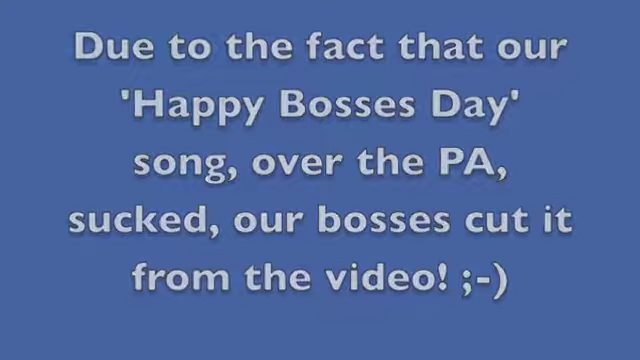 Due to the fact that our
'Happy Bosses Day'
song, over the PA,
sucked, our bosses cut it
from the video! ;-)